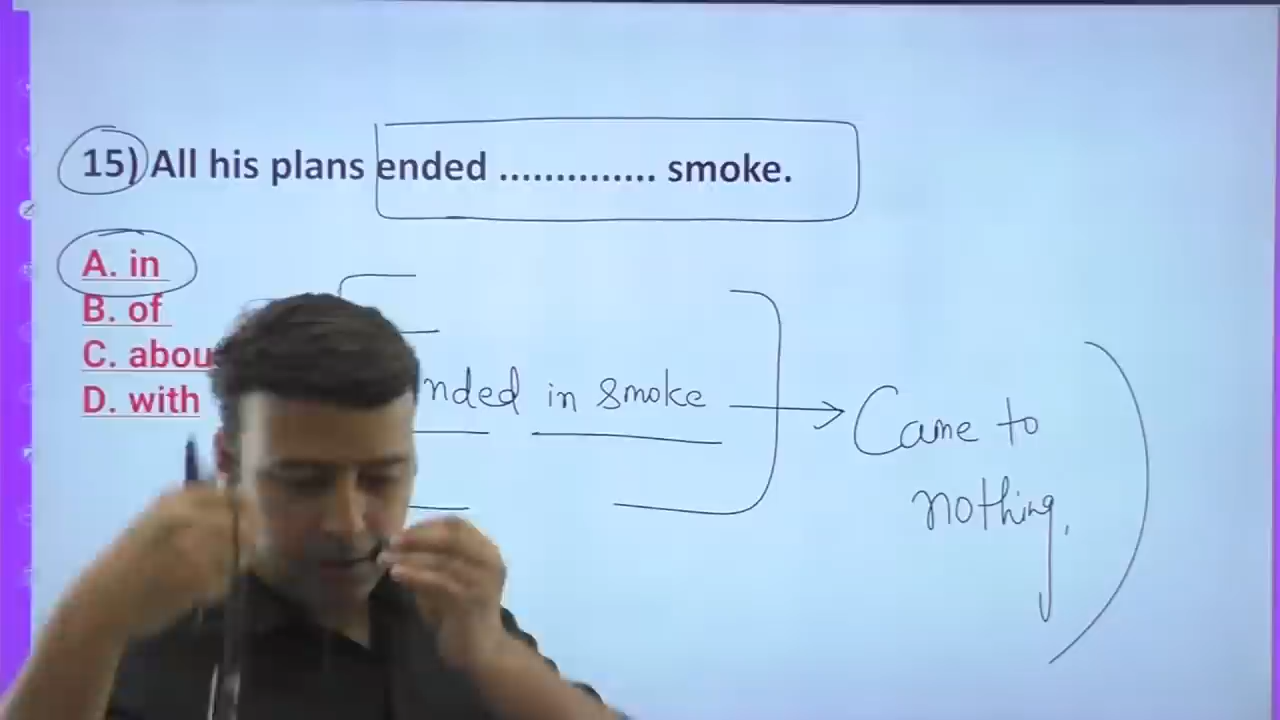 15) All his plans ended .............. smoke.
A. in
B. of
C. abou
D. with
nded in smoke
Came to
nothing.